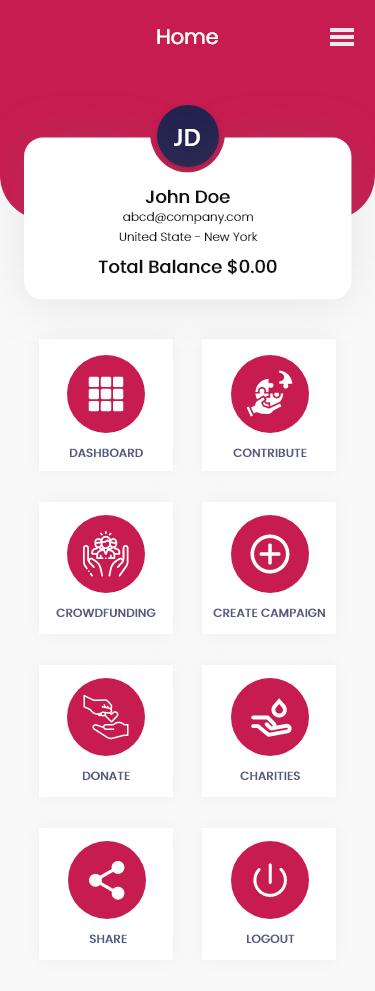 Home
JD
John Doe
abcd@company.com
United State - New York
Total Balance $0.00
DASHBOARD
CONTRIBUTE
CROWDFUNDING
CREATE CAMPAIGN
DONATE
CHARITIES
SHARE
LOGOUT